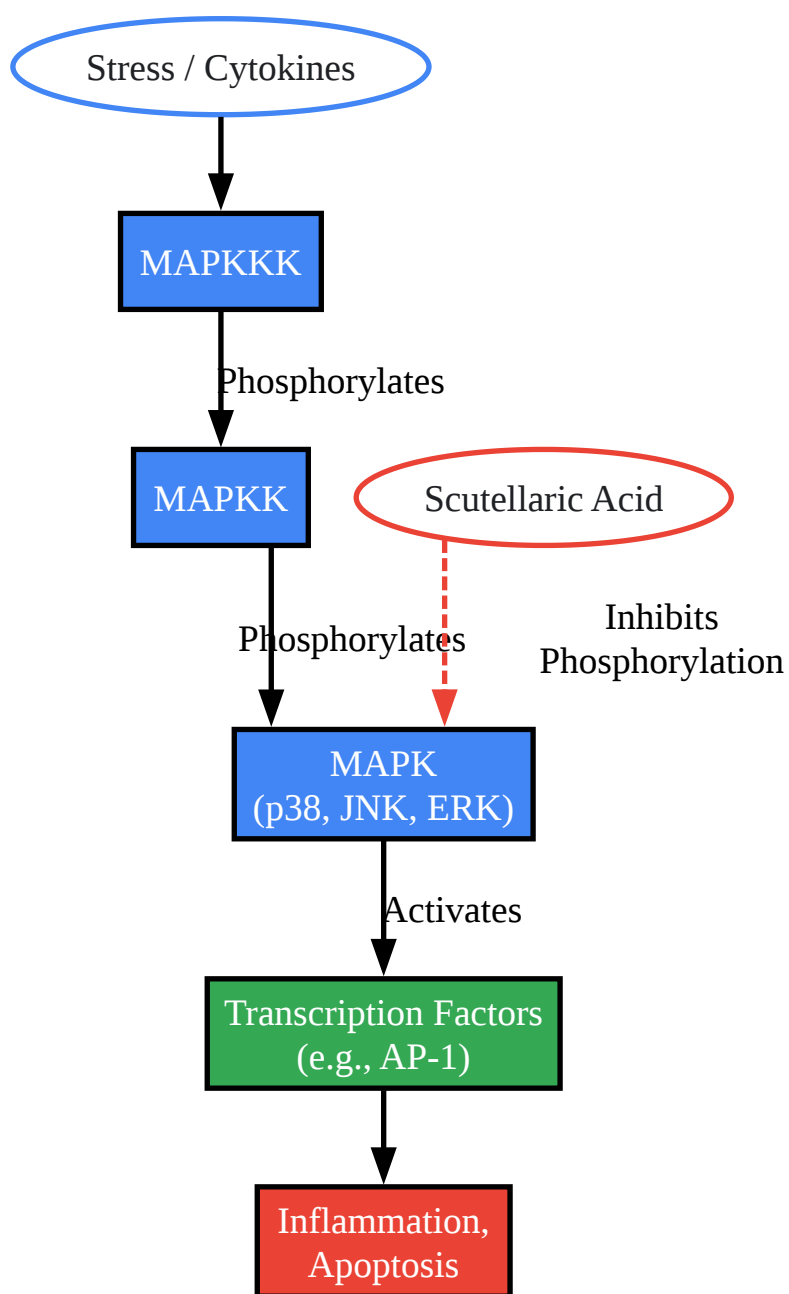 Stress / Cytokines
MAPKKK
Phosphorylates
MAPKK
Scutellaric Acid
Phosphorylates
Inhibits
Phosphorylation
MAPK
(p38, JNK, ERK)
Activates
Transcription Factors
(e.g., AP-1)
Inflammation,
Apoptosis